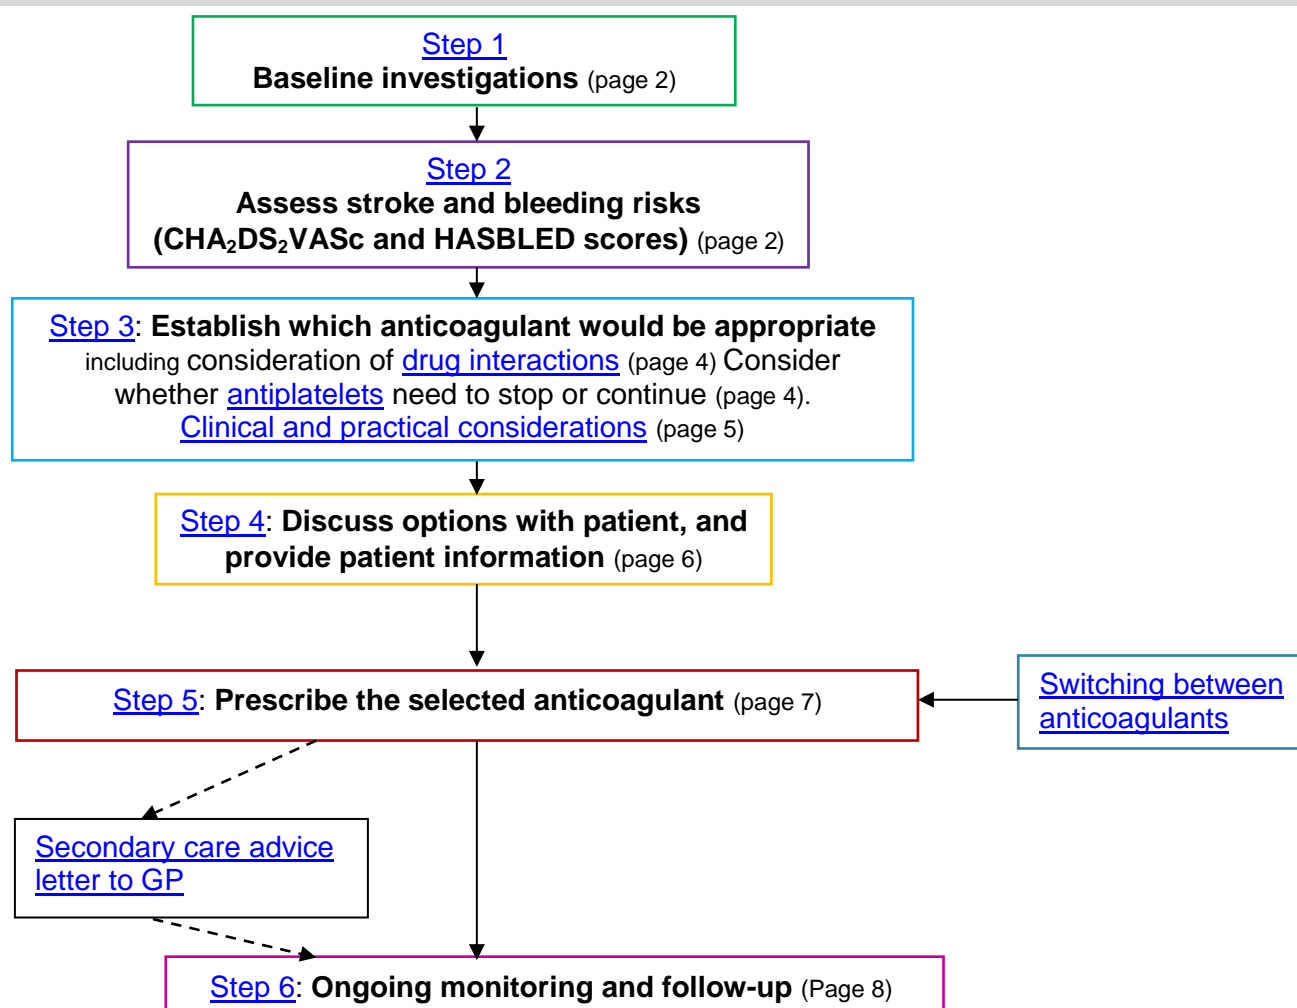 Step 1
Baseline investigations (page 2)
Step 2
Assess stroke and bleeding risks
(CHA₂DS₂VASc and HASBLED scores) (page 2)
Step 3: Establish which anticoagulant would be appropriate
including consideration of drug interactions (page 4) Consider
whether antiplatelets need to stop or continue (page 4).
Clinical and practical considerations (page 5)
Step 4: Discuss options with patient, and
provide patient information (page 6)
Step 5: Prescribe the selected anticoagulant (page 7)
Switching between
anticoagulants
Secondary care advice
letter to GP
Step 6: Ongoing monitoring and follow-up (Page 8)